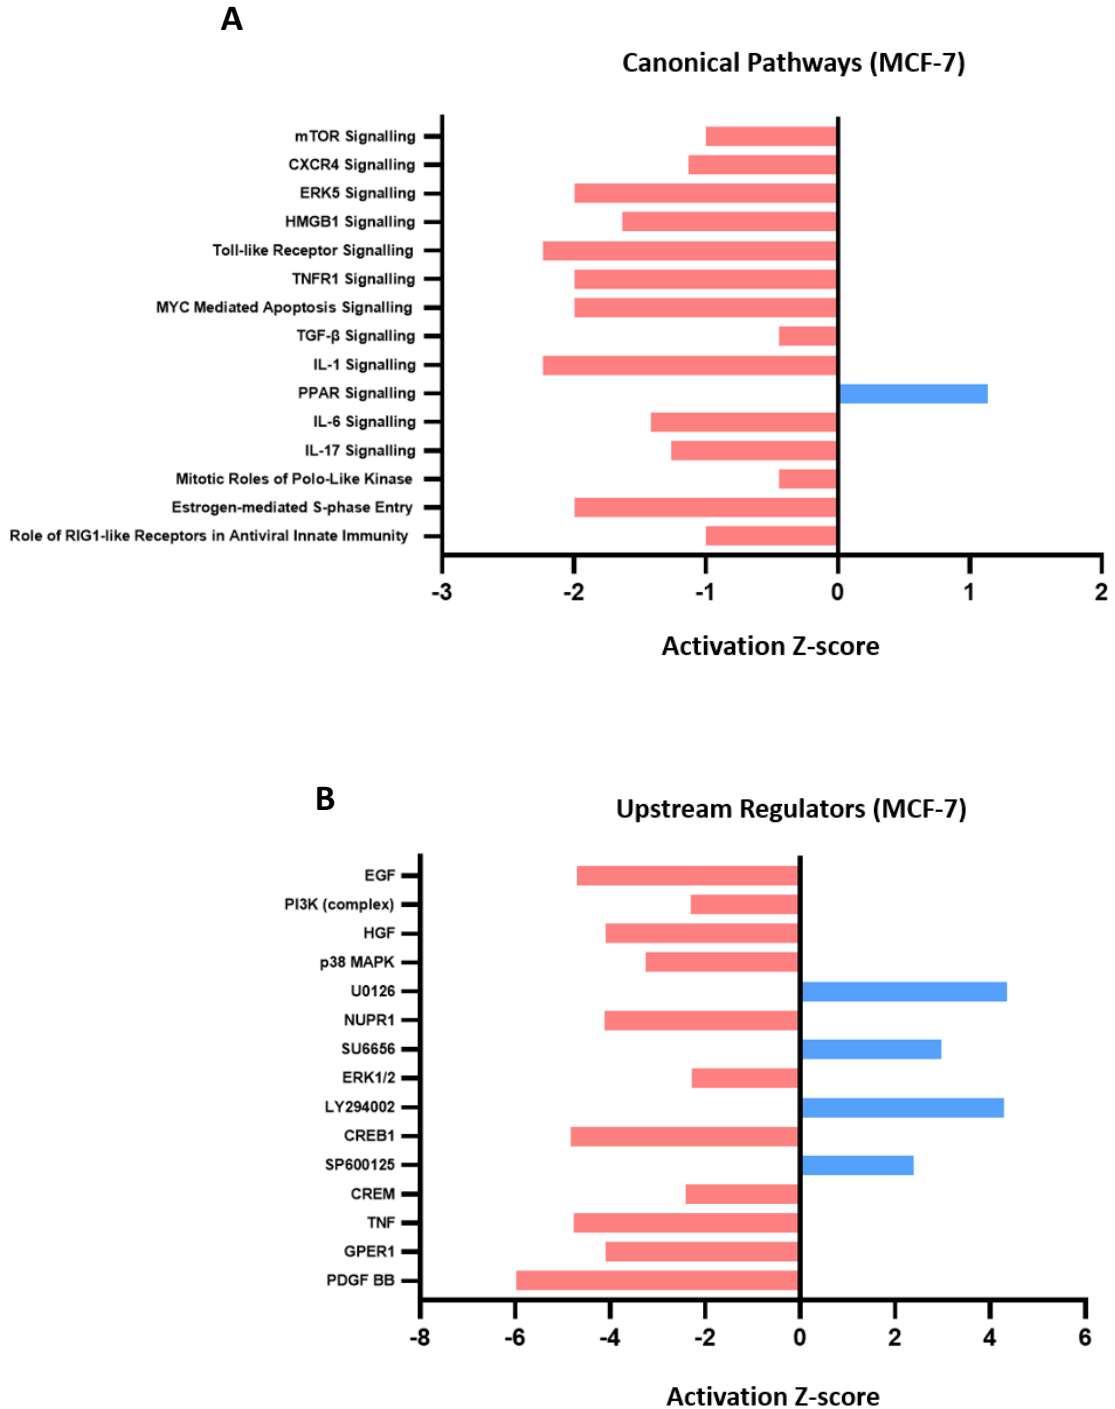 A
Canonical Pathways (MCF-7)
mTOR Signalling
CXCR4 Signalling
ERK5 Signalling
HMGB1 Signalling
Toll-like Receptor Signalling
TNFR1 Signalling
MYC Mediated Apoptosis Signalling
TGF-β Signalling
IL-1 Signalling
PPAR Signalling
IL-6 Signalling
IL-17 Signalling
Mitotic Roles of Polo-Like Kinase
Estrogen-mediated S-phase Entry
Role of RIG1-like Receptors in Antiviral Innate Immunity
-3 -2 -1 0 1 2
Activation Z-score
B
Upstream Regulators (MCF-7)
EGF
PI3K (complex)
HGF
p38 MAPK
U0126
NUPR1
SU6656
ERK1/2
LY294002
CREB1
SP600125
CREM
TNF
GPER1
PDGF BB
-8 -6 -4 -2 0 2 4 6
Activation Z-score